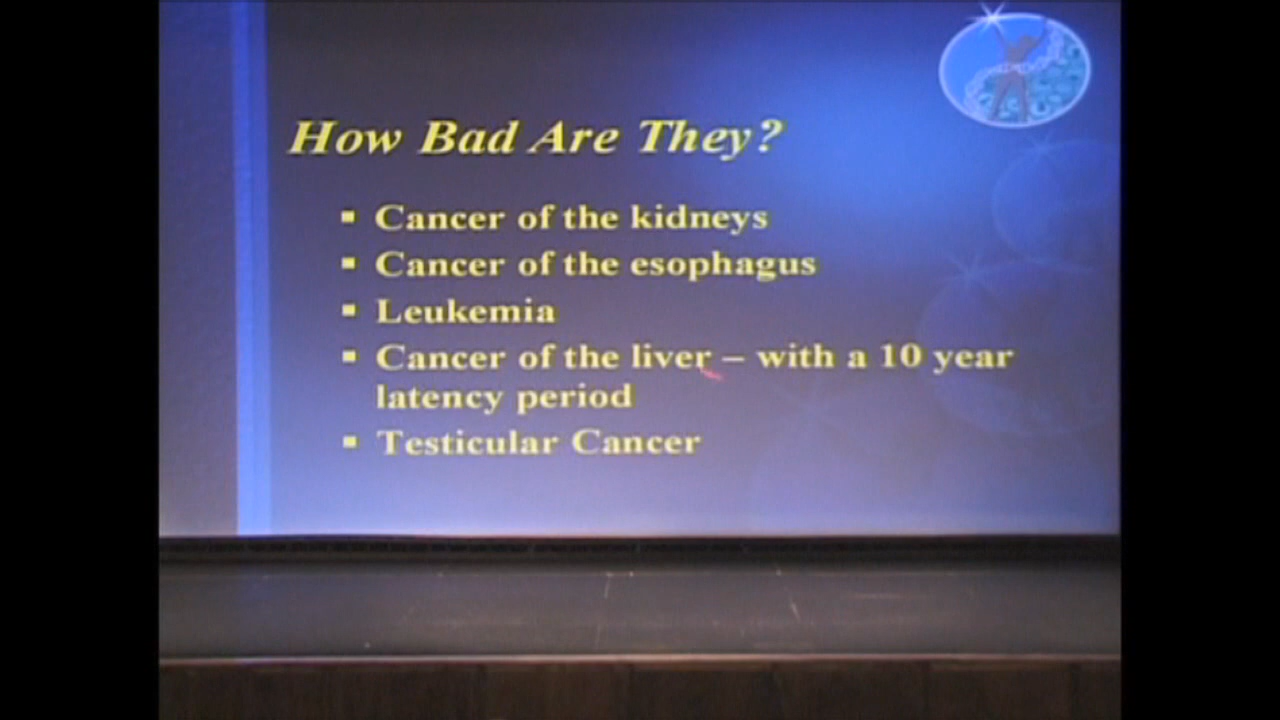 How Bad Are They?
▪ Cancer of the kidneys
▪ Cancer of the esophagus
▪ Leukemia
▪ Cancer of the liver – with a 10 year
latency period
▪ Testicular Cancer